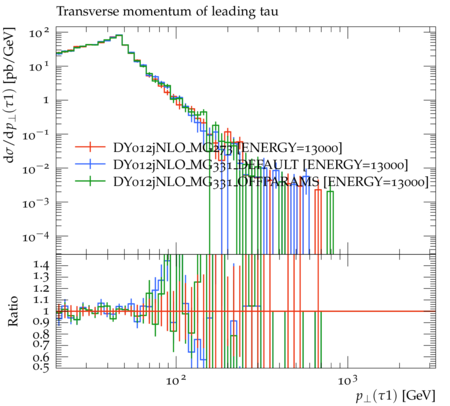 Transverse momentum of leading tau
dσ/dp⊥(τ1) [pb/GeV]
10²
10¹
1
10⁻¹
10⁻²
10⁻³
10⁻⁴
DY012jNLO_MG273 [ENERGY=13000]
DY012jNLO_MG331_DEFAULT [ENERGY=13000]
DY012jNLO_MG331_OFFPARAMS [ENERGY=13000]
Ratio
1.4
1.3
1.2
1.1
1
0.9
0.8
0.7
0.6
0.5
10²
10³
p⊥(τ1) [GeV]